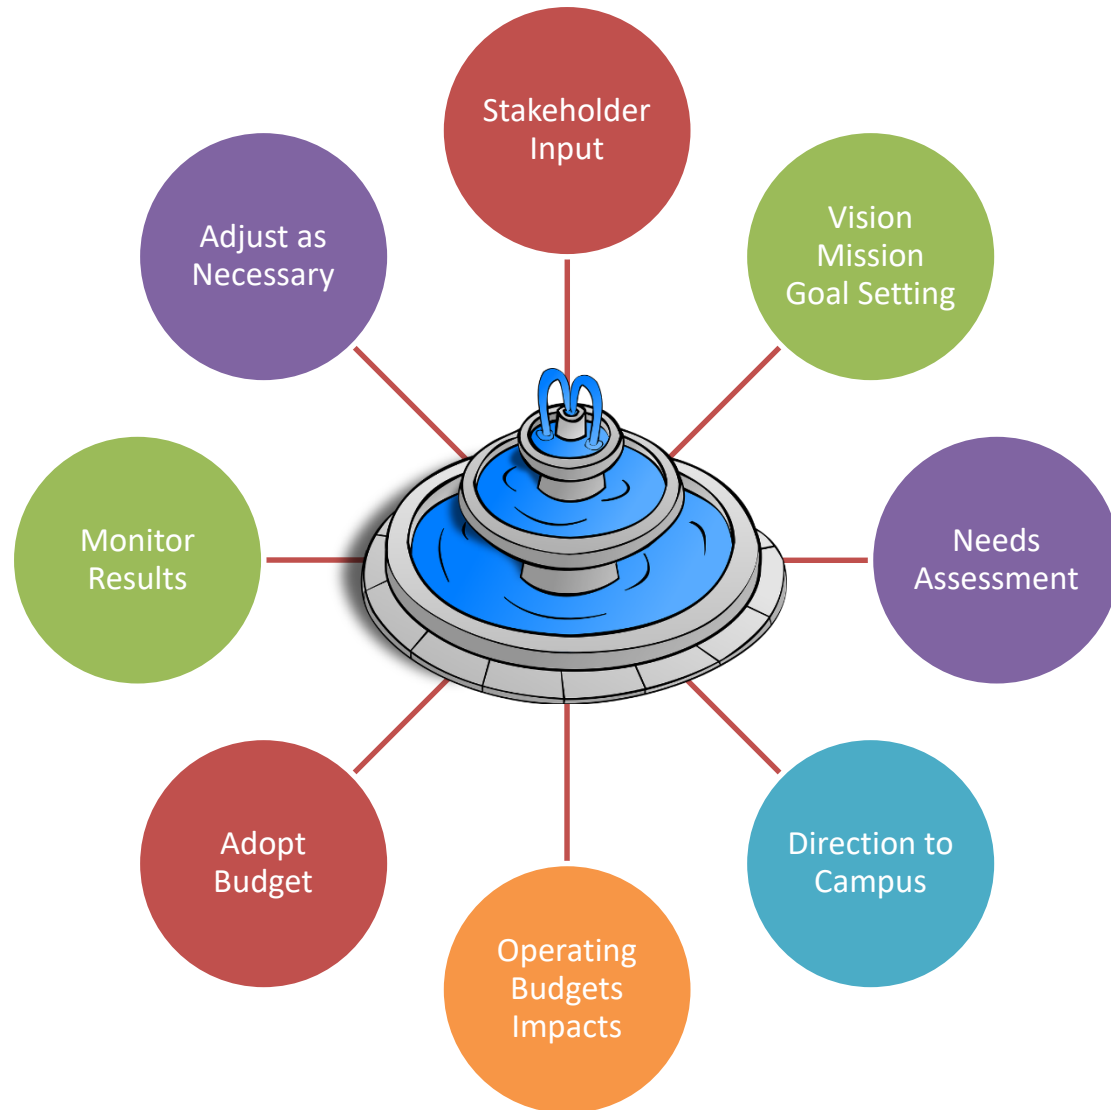 Stakeholder
Input
Vision
Mission
Goal Setting
Needs
Assessment
Direction to
Campus
Operating
Budgets
Impacts
Adopt
Budget
Monitor
Results
Adjust as
Necessary